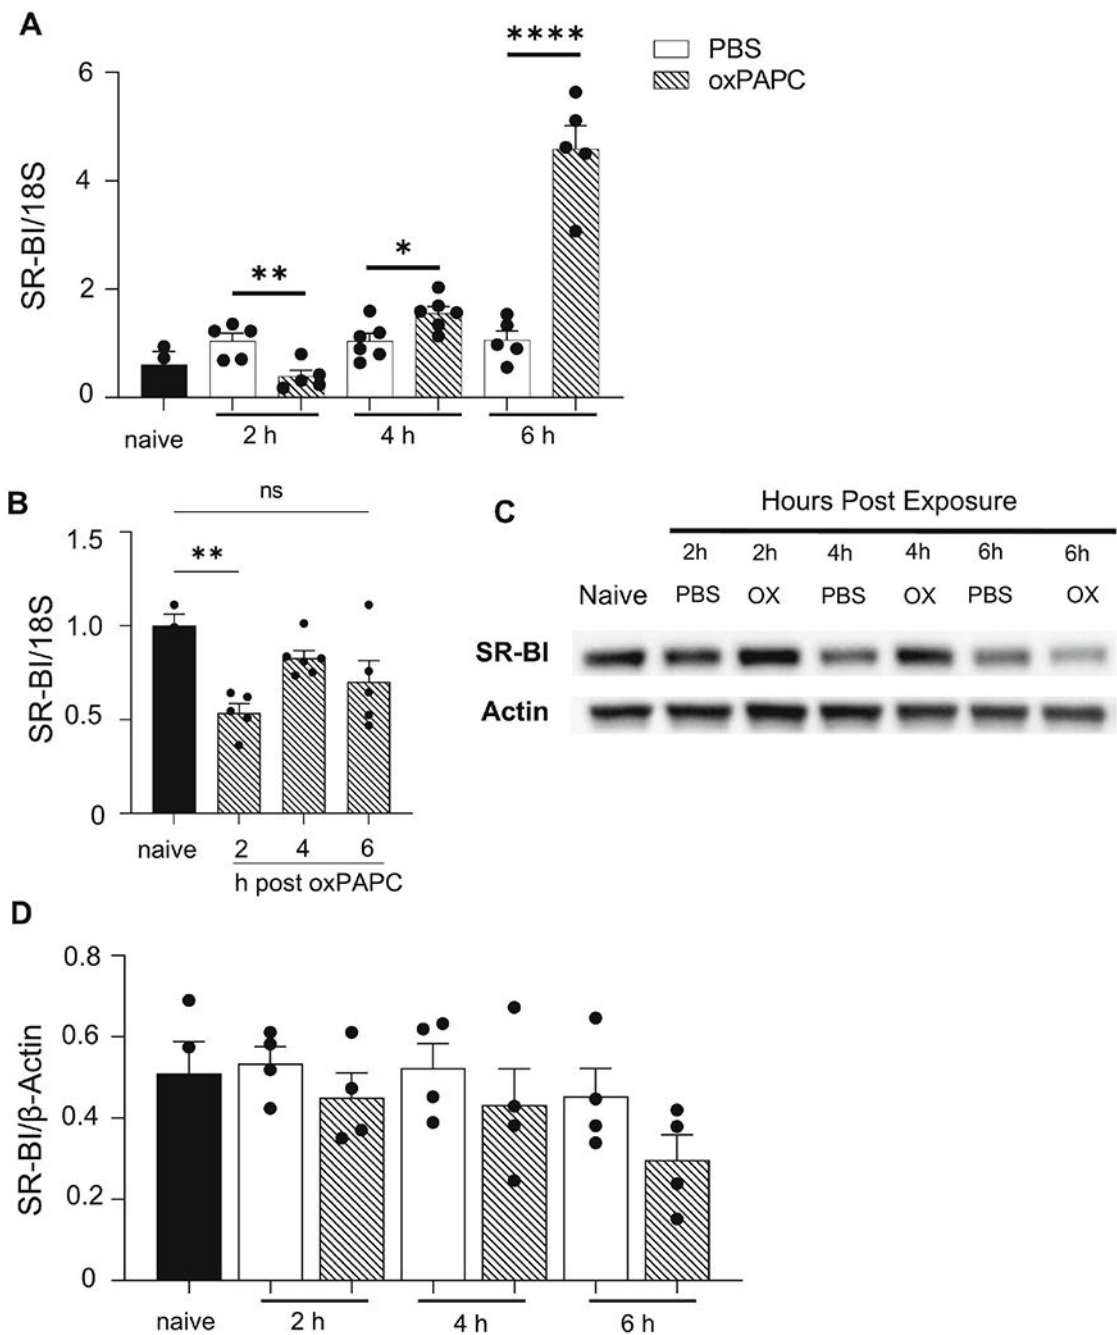 A
****
PBS
oxPAPC
6
4
2
0
SR-BI/18S
**
*
naive
2 h
4 h
6 h
B
ns
**
1.5
1.0
0.5
0
SR-BI/18S
naive
2
4
6
h post oxPAPC
C
Hours Post Exposure
2h 2h 4h 4h 6h 6h
Naive PBS OX PBS OX PBS OX
SR-BI
Actin
D
0.8
0.6
0.4
0.2
0
SR-BI/β-Actin
naive
2 h
4 h
6 h